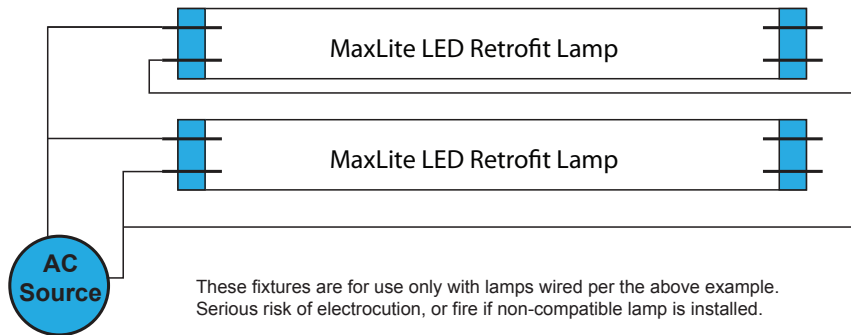 MaxLite LED Retrofit Lamp
MaxLite LED Retrofit Lamp
AC
Source
These fixtures are for use only with lamps wired per the above example.
Serious risk of electrocution, or fire if non-compatible lamp is installed.